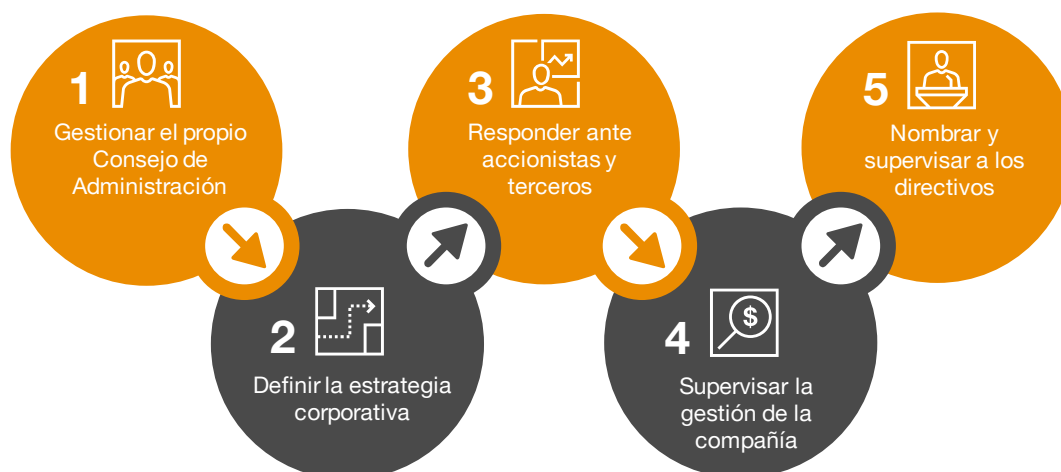 1
Gestionar el propio
Consejo de
Administración
2
Definir la estrategia
corporativa
3
Responder ante
accionistas y
terceros
4
$
Supervisar la
gestión de la
compañía
5
Nombrar y
supervisar a los
directivos